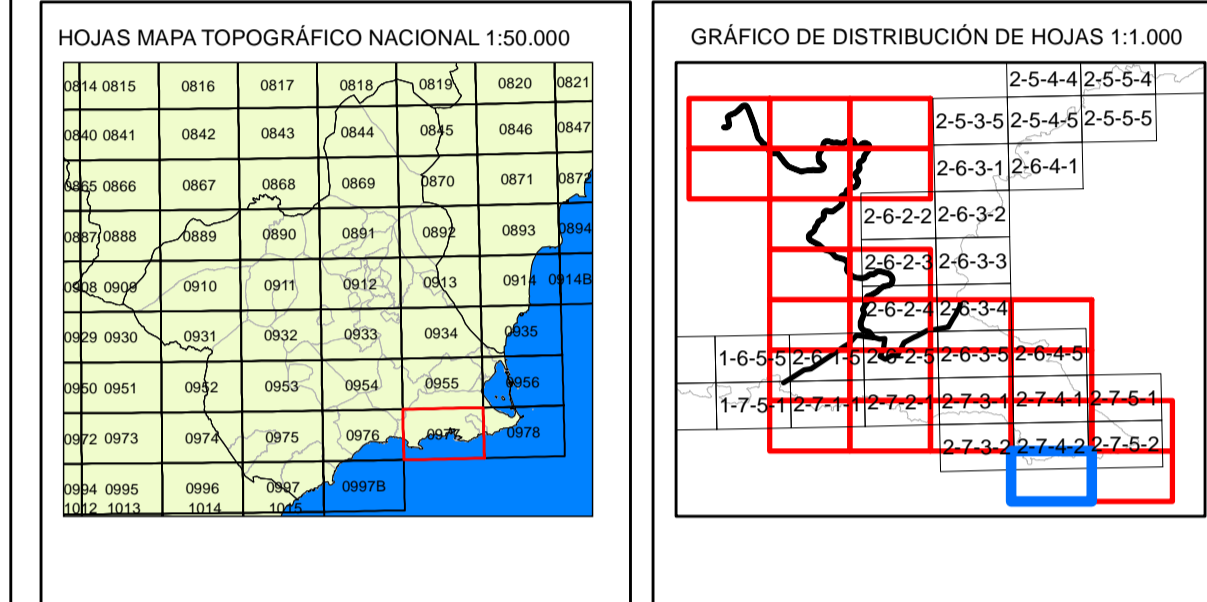 HOJAS MAPA TOPOGRÁFICO NACIONAL 1:50.000
0814 0815 0816 0817 0818 0819 0820 0821
0840 0841 0842 0843 0844 0845 0846 0847
0865 0866 0867 0868 0869 0870 0871 0872
0887 0888 0889 0890 0891 0892 0893 0894
0908 0909 0910 0911 0912 0913 0914 0914B
0929 0930 0931 0932 0933 0934 0935
0950 0951 0952 0953 0954 0955 0956
0972 0973 0974 0975 0976 0977 0978
0994 0995 0996 0997 0997B
1012 1013 1014 1015
GRÁFICO DE DISTRIBUCIÓN DE HOJAS 1:1.000
2-5-4-4 2-5-5-4
2-5-3-5 2-5-4-5 2-5-5-5
2-6-3-1 2-6-4-1
2-6-2-2 2-6-3-2
2-6-2-3 2-6-3-3
2-6-2-4 2-6-3-4
1-6-5-5 2-6-1-5 2-6-2-5 2-6-3-5 2-6-4-5
1-7-5-1 2-7-1-1 2-7-2-1 2-7-3-1 2-7-4-1 2-7-5-1
2-7-3-2 2-7-4-2 2-7-5-2